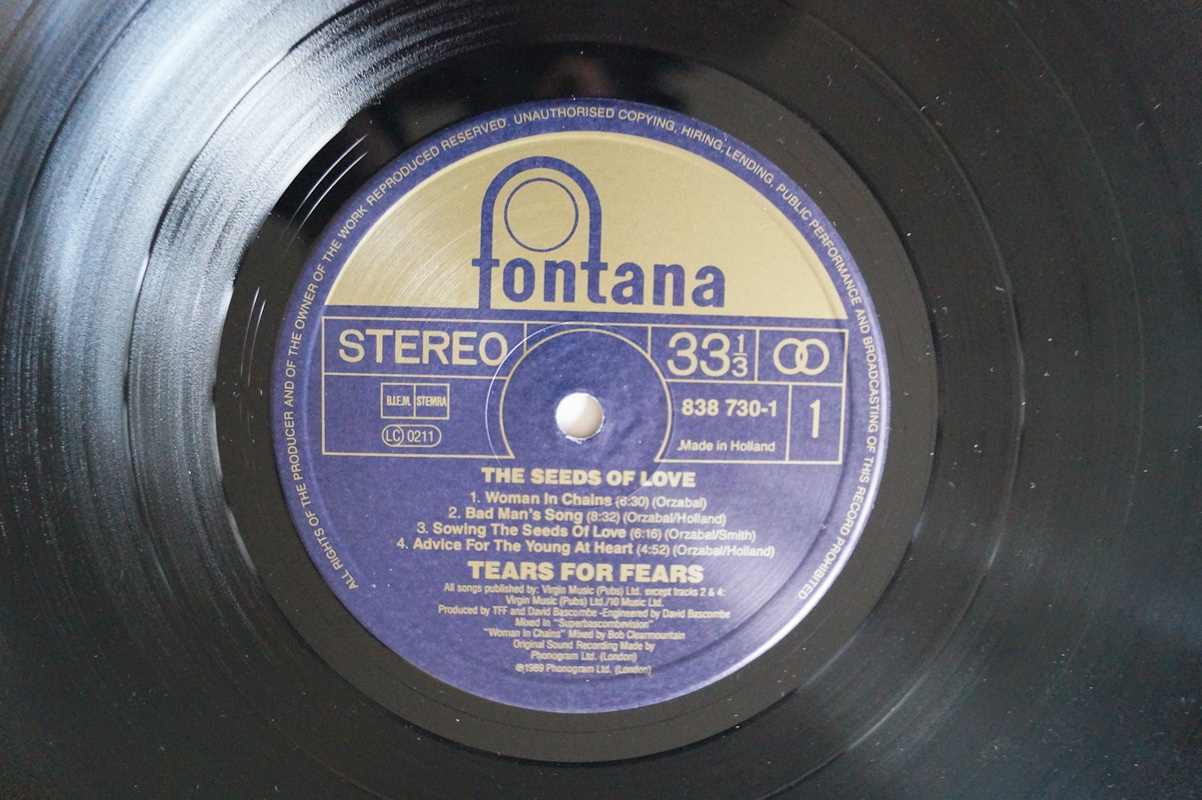 ALL RIGHTS OF THE PRODUCER AND OF THE OWNER OF THE WORK REPRODUCED RESERVED. UNAUTHORISED COPYING, HIRING, LENDING, PUBLIC PERFORMANCE AND BROADCASTING OF THIS RECORD PROHIBITED
fontana
STEREO
33 1/3
B.I.E.M. STEMRA
LC 0211
838 730-1
1
Made in Holland
THE SEEDS OF LOVE
1. Woman In Chains (6:30) (Orzabal)
2. Bad Man's Song (8:32) (Orzabal/Holland)
3. Sowing The Seeds Of Love (6:16) (Orzabal/Smith)
4. Advice For The Young At Heart (4:52) (Orzabal/Holland)
TEARS FOR FEARS
All songs published by: Virgin Music (Pubs) Ltd. except tracks 2 & 4:
Virgin Music (Pubs) Ltd./10 Music Ltd.
Produced by TFF and David Bascombe -Engineered by David Bascombe
Mixed In "Superbascombevision"
"Woman In Chains" Mixed by Bob Clearmountain
Original Sound Recording Made by
Phonogram Ltd. (London)
℗1989 Phonogram Ltd. (London)